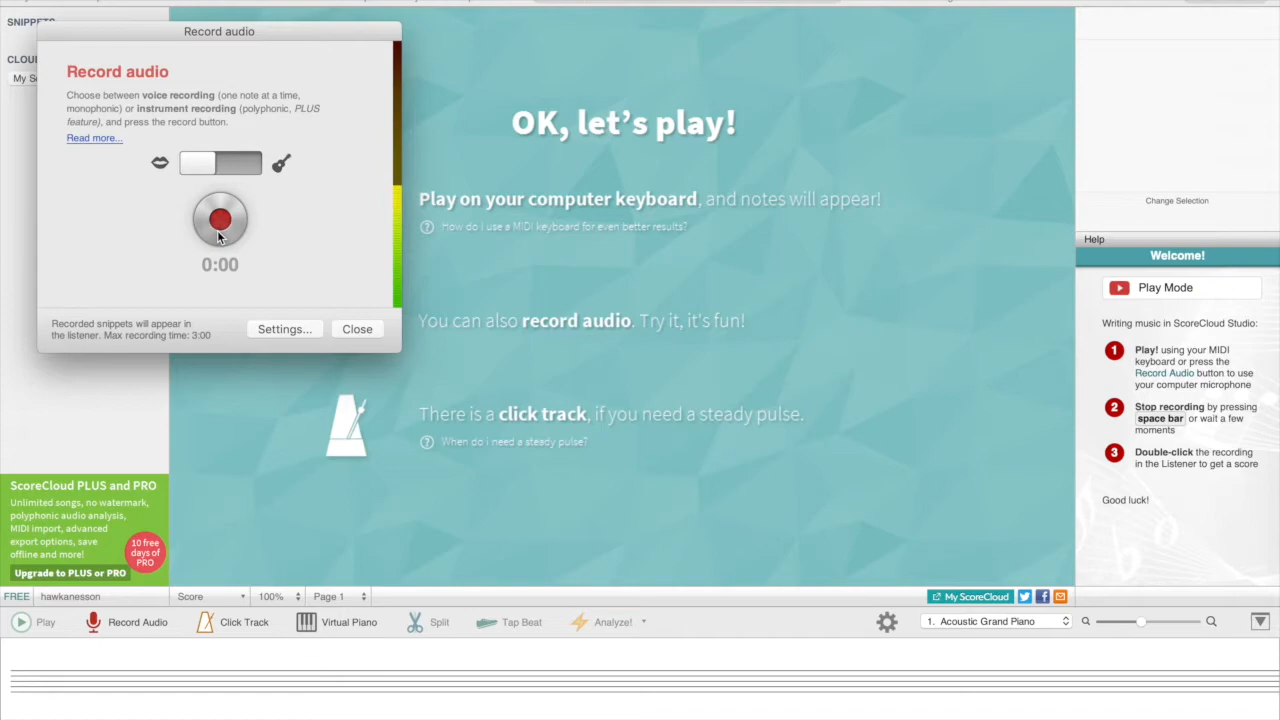 SNIPPETS
Record audio
CLOU
My Sc
Record audio
Choose between voice recording (one note at a time,
monophonic) or instrument recording (polyphonic, PLUS
feature), and press the record button.
Read more...
0:00
Recorded snippets will appear in
the listener. Max recording time: 3:00
Settings...
Close
OK, let's play!
Play on your computer keyboard, and notes will appear!
? How do I use a MIDI keyboard for even better results?
You can also record audio. Try it, it's fun!
There is a click track, if you need a steady pulse.
? When do i need a steady pulse?
Change Selection
Help
Welcome!
Play Mode
Writing music in ScoreCloud Studio:
1 Play! using your MIDI
keyboard or press the
Record Audio button to use
your computer microphone
2 Stop recording by pressing
space bar or wait a few
moments
3 Double-click the recording
in the Listener to get a score
Good luck!
ScoreCloud PLUS and PRO
Unlimited songs, no watermark,
polyphonic audio analysis,
MIDI import, advanced
export options, save
offline and more!
10 free
days of
PRO
Upgrade to PLUS or PRO
FREE hawkanesson Score 100% Page 1 My ScoreCloud
Play Record Audio Click Track Virtual Piano Split Tap Beat Analyze! 1. Acoustic Grand Piano